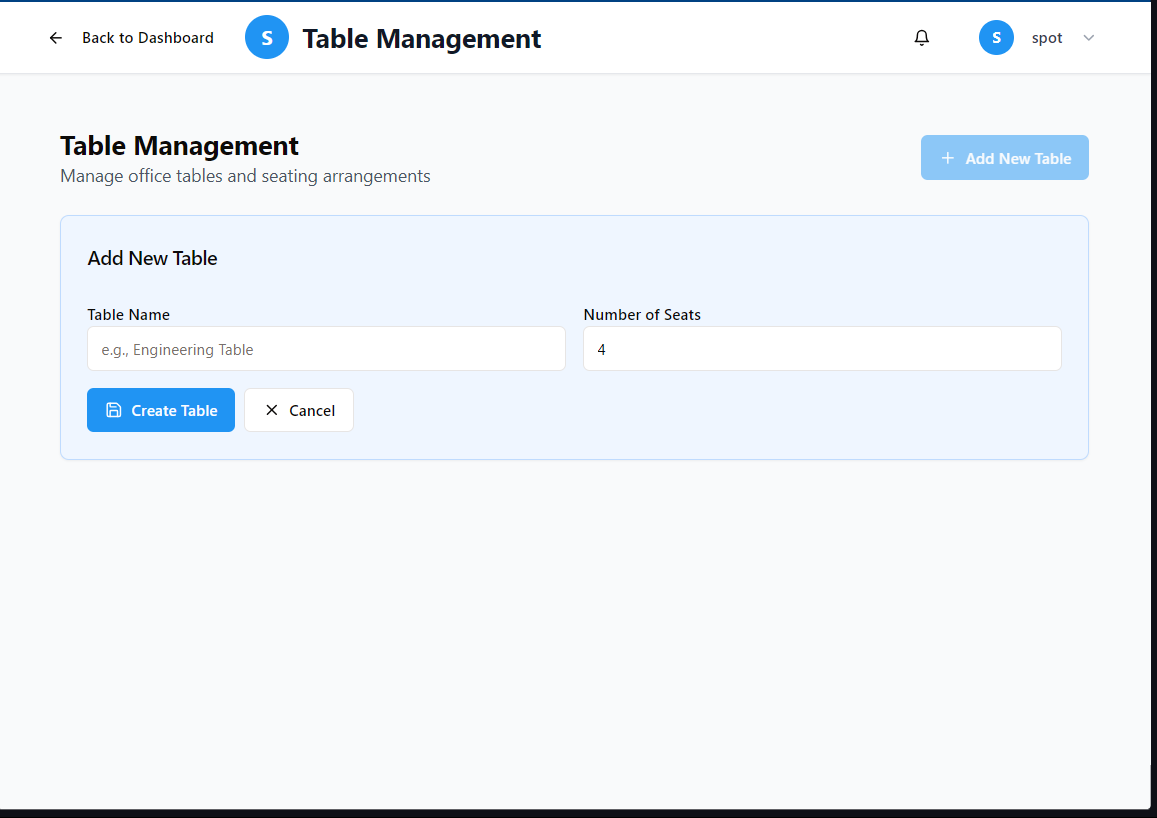 Back to Dashboard
S
Table Management
S
spot
Table Management
Manage office tables and seating arrangements
Add New Table
Add New Table
Table Name
Number of Seats
e.g., Engineering Table
4
Create Table
Cancel